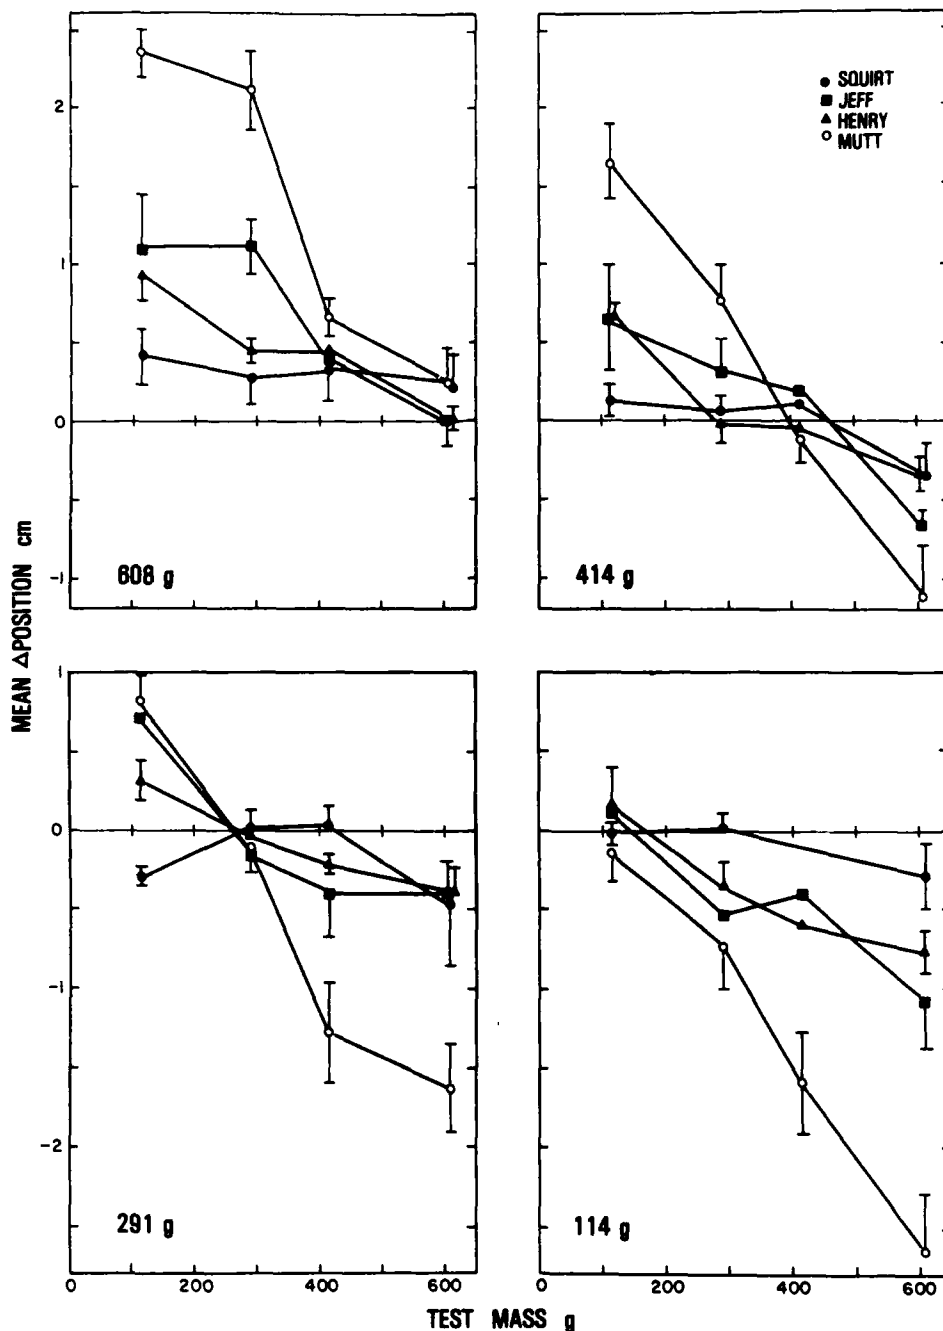 MEAN ΔPOSITION cm
2
1
0
-1
608 g
● SQUIRT
■ JEFF
▲ HENRY
○ MUTT
414 g
1
0
-1
-2
291 g
0 200 400 600
114 g
0 200 400 600
TEST MASS g